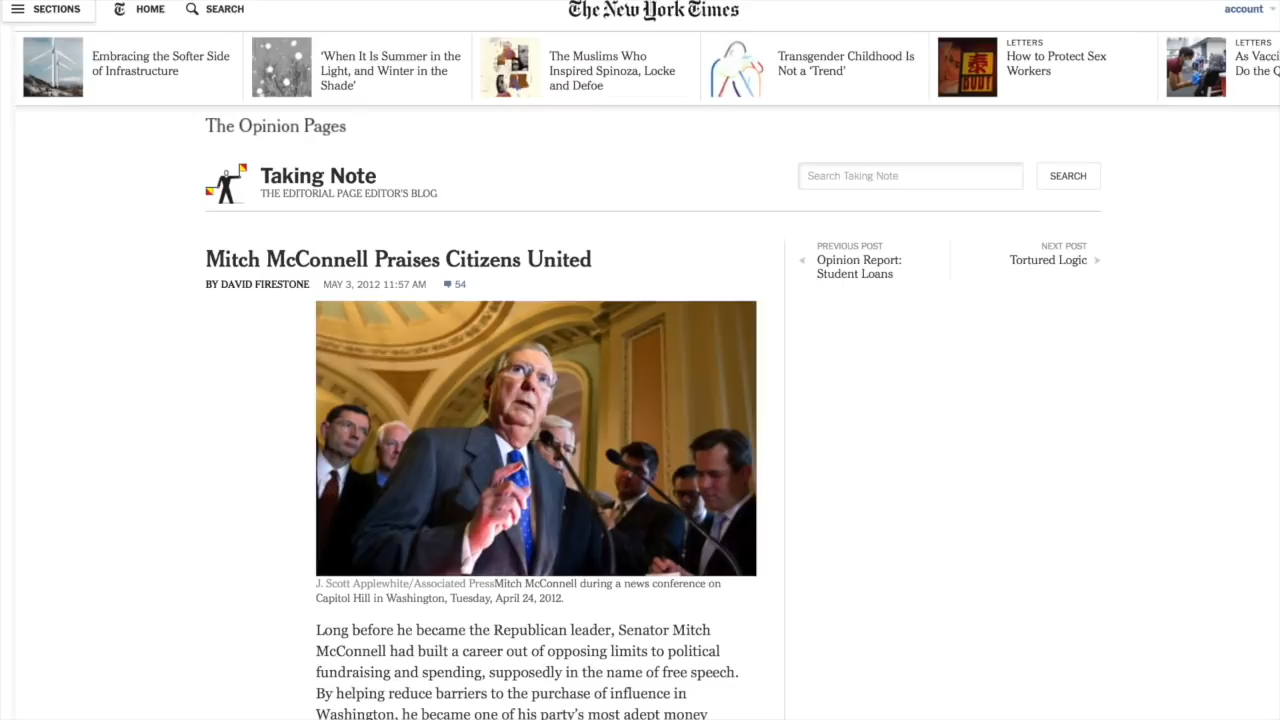 SECTIONS
HOME
SEARCH
The New York Times
account
Embracing the Softer Side
of Infrastructure
‘When It Is Summer in the
Light, and Winter in the
Shade’
The Muslims Who
Inspired Spinoza, Locke
and Defoe
Transgender Childhood Is
Not a ‘Trend’
LETTERS
How to Protect Sex
Workers
LETTERS
As Vacci
Do the Q
The Opinion Pages
Taking Note
THE EDITORIAL PAGE EDITOR'S BLOG
Search Taking Note
SEARCH
Mitch McConnell Praises Citizens United
BY DAVID FIRESTONE MAY 3, 2012 11:57 AM 54
PREVIOUS POST
Opinion Report:
Student Loans
NEXT POST
Tortured Logic
J. Scott Applewhite/Associated PressMitch McConnell during a news conference on
Capitol Hill in Washington, Tuesday, April 24, 2012.
Long before he became the Republican leader, Senator Mitch
McConnell had built a career out of opposing limits to political
fundraising and spending, supposedly in the name of free speech.
By helping reduce barriers to the purchase of influence in
Washington, he became one of his party’s most adept money